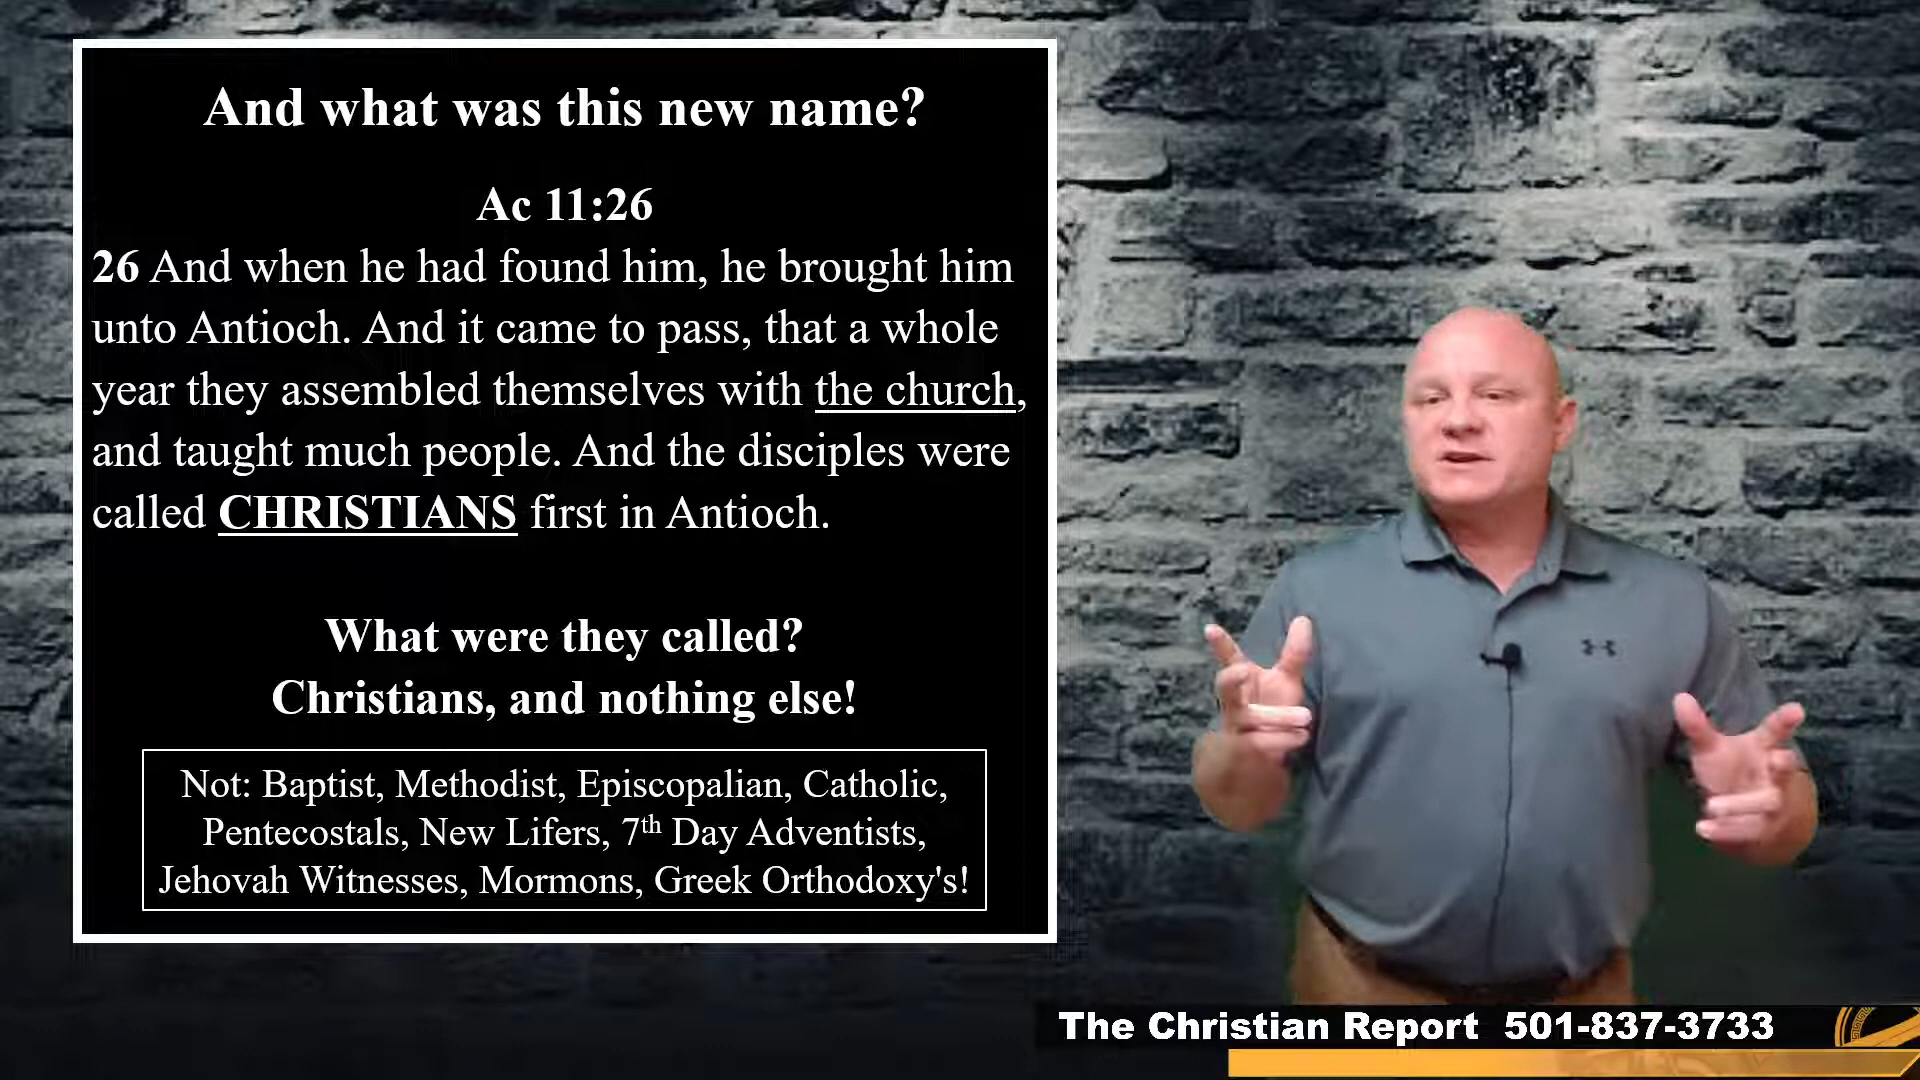 And what was this new name?
Ac 11:26
26 And when he had found him, he brought him
unto Antioch. And it came to pass, that a whole
year they assembled themselves with the church,
and taught much people. And the disciples were
called CHRISTIANS first in Antioch.
What were they called?
Christians, and nothing else!
Not: Baptist, Methodist, Episcopalian, Catholic,
Pentecostals, New Lifers, 7th Day Adventists,
Jehovah Witnesses, Mormons, Greek Orthodoxy's!
The Christian Report 501-837-3733